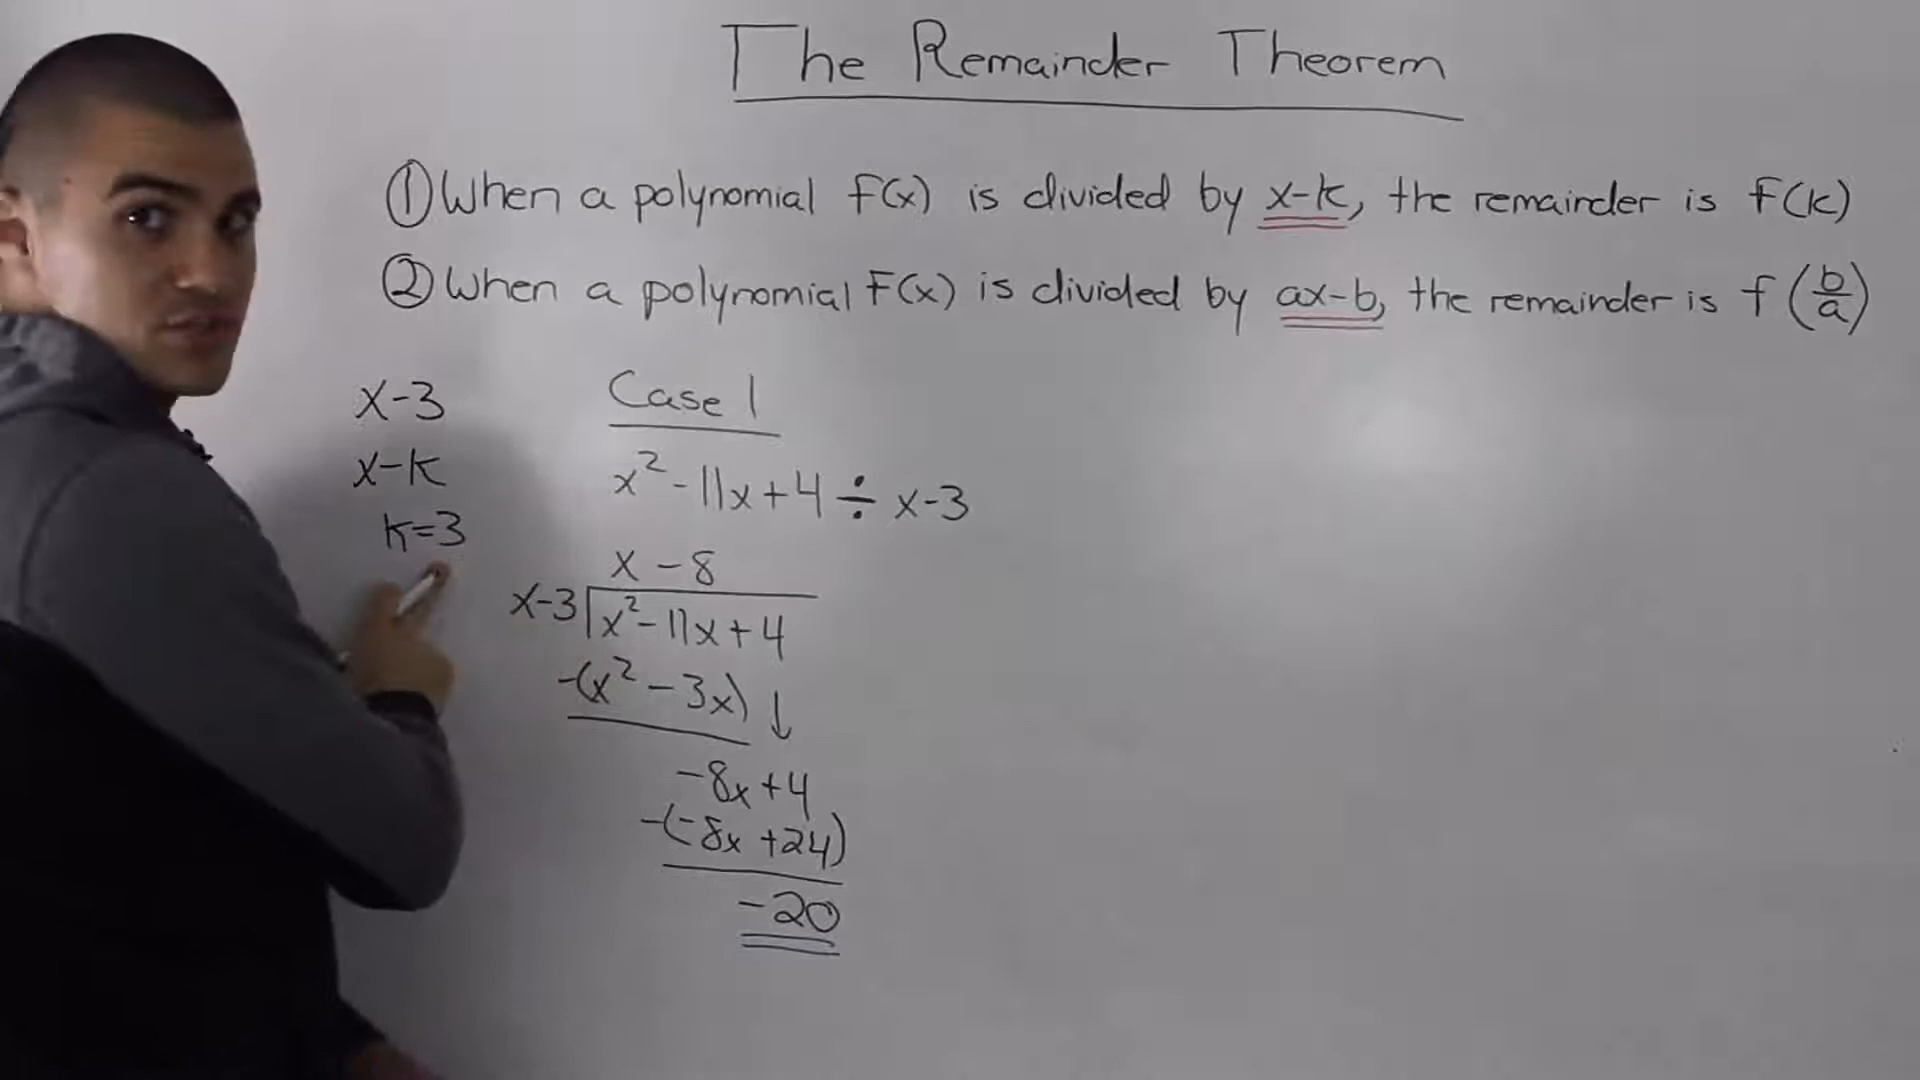 The Remainder Theorem
① When a polynomial f(x) is divided by x-k, the remainder is f(k)
② When a polynomial f(x) is divided by ax-b, the remainder is f(b/a)
x-3
x-k
k=3
Case 1
x²-11x+4 ÷ x-3
x - 8
x-3 x²-11x+4
-(x²-3x) ↓
-8x+4
-(-8x+24)
-20